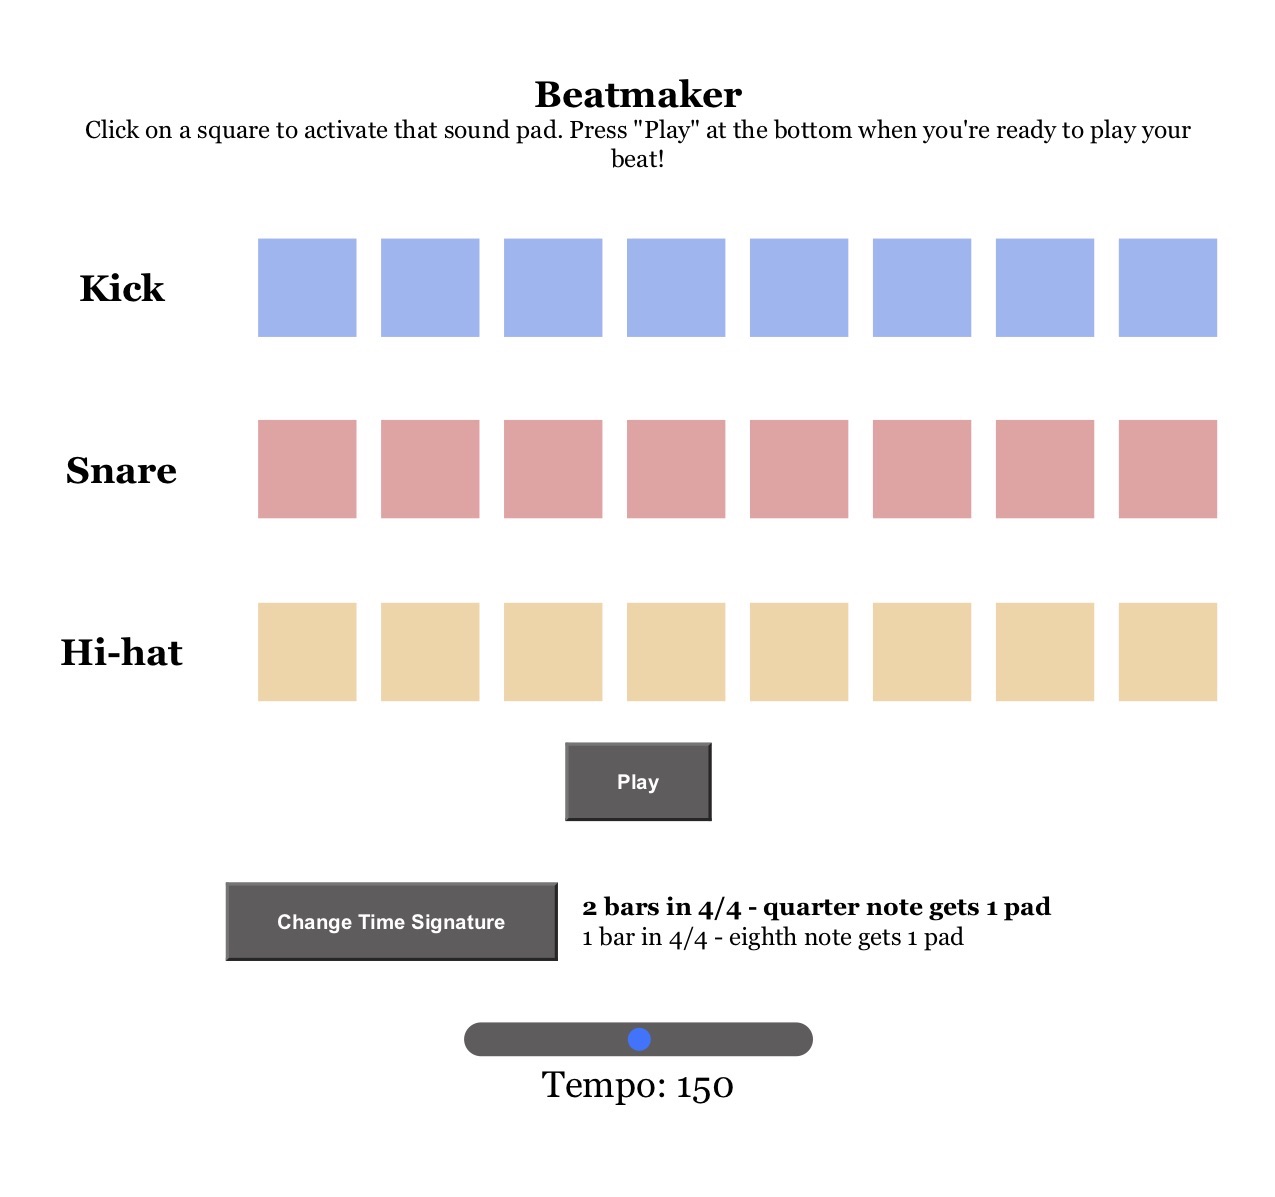 Beatmaker
Click on a square to activate that sound pad. Press "Play" at the bottom when you're ready to play your
beat!
Kick
Snare
Hi-hat
Play
Change Time Signature
2 bars in 4/4 - quarter note gets 1 pad
1 bar in 4/4 - eighth note gets 1 pad
Tempo: 150